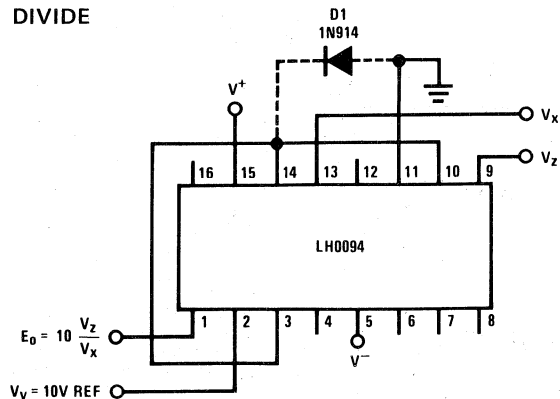 DIVIDE
D1
1N914
V+
Vx
Vz
16 15 14 13 12 11 10 9
LH0094
1 2 3 4 5 6 7 8
Eo = 10 Vz
Vx
V−
Vy = 10V REF